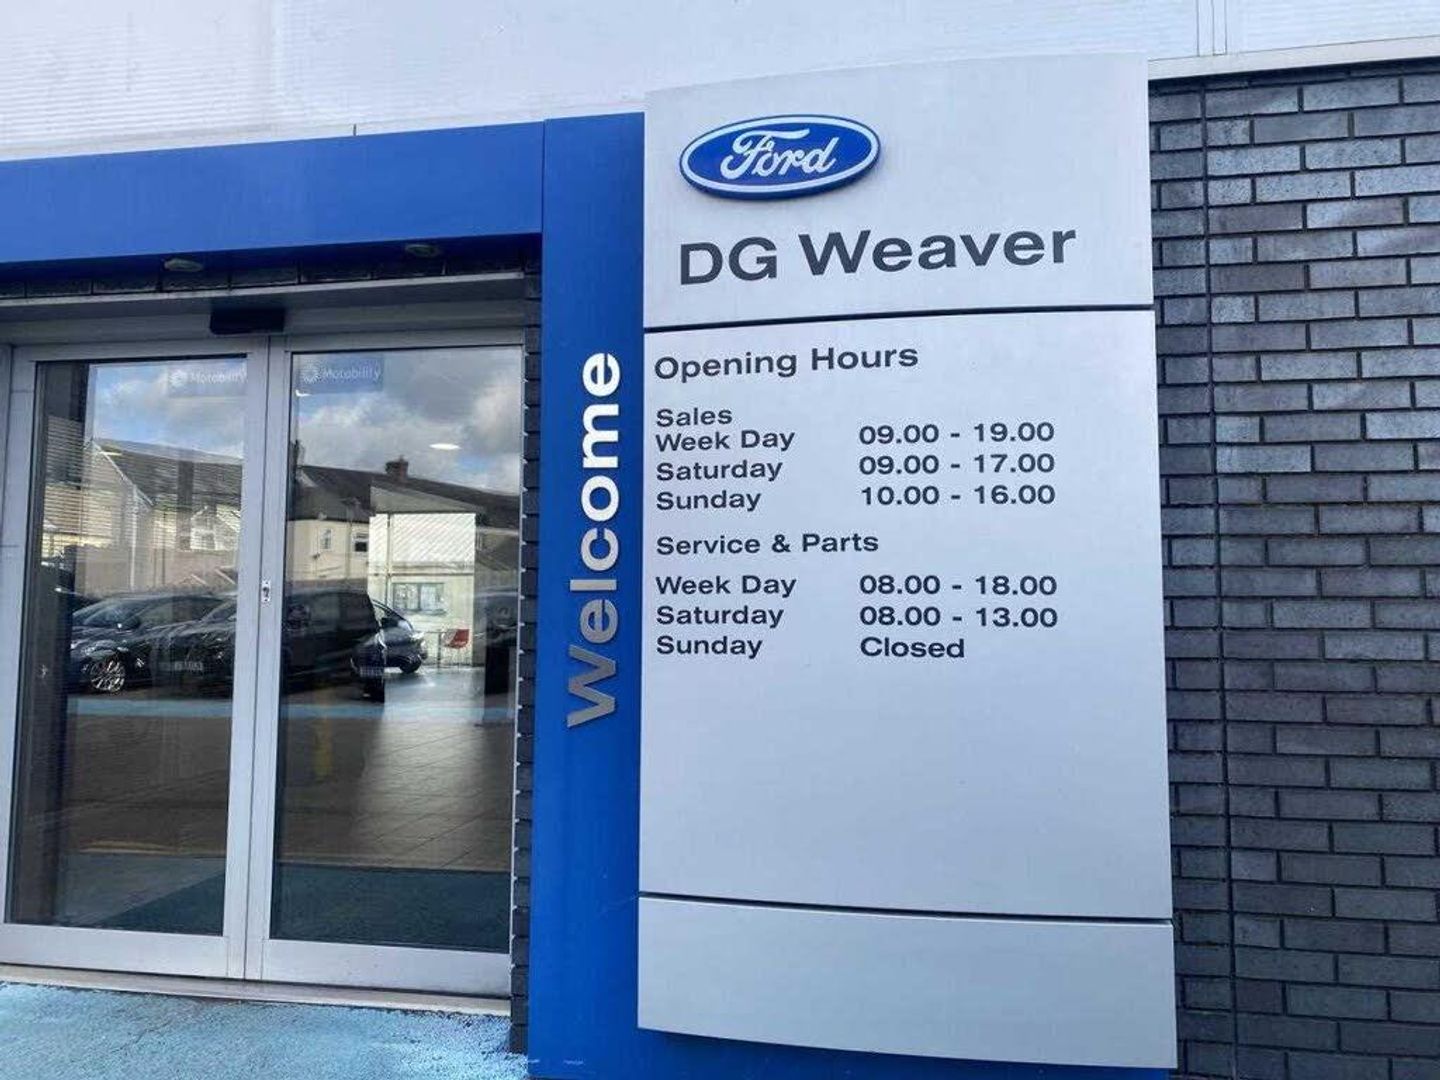 Ford
DG Weaver
Welcome
Opening Hours
Sales
Week Day 09.00 - 19.00
Saturday 09.00 - 17.00
Sunday 10.00 - 16.00
Service & Parts
Week Day 08.00 - 18.00
Saturday 08.00 - 13.00
Sunday Closed
Motability
Motability